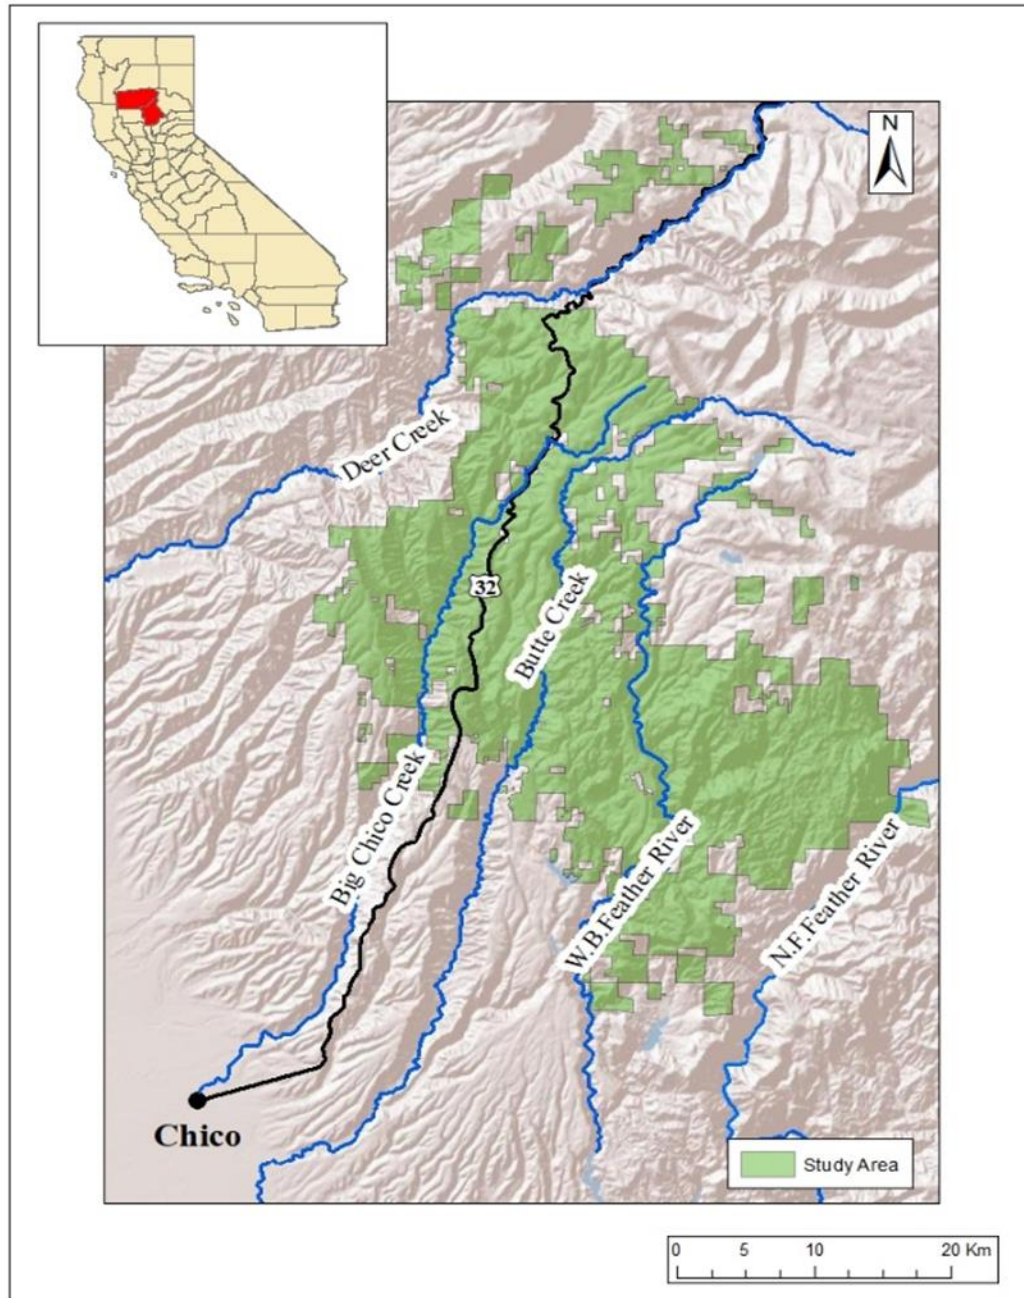 N
Deer Creek
32
Butte Creek
Big Chico Creek
W.B.Feather River
N.F.Feather River
Chico
Study Area
0 5 10 20 Km